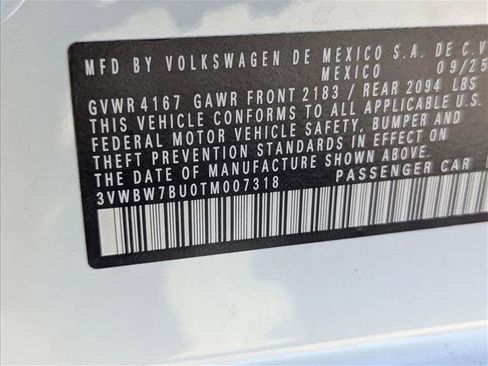 MFD BY VOLKSWAGEN DE MEXICO S.A. DE C.V
MEXICO 09/25
GVWR 4167 GAWR FRONT 2183 / REAR 2094 LBS
THIS VEHICLE CONFORMS TO ALL APPLICABLE U.S.
FEDERAL MOTOR VEHICLE SAFETY, BUMPER AND
THEFT PREVENTION STANDARDS IN EFFECT ON
THE DATE OF MANUFACTURE SHOWN ABOVE.
3VWBW7BU0TM007318 PASSENGER CAR